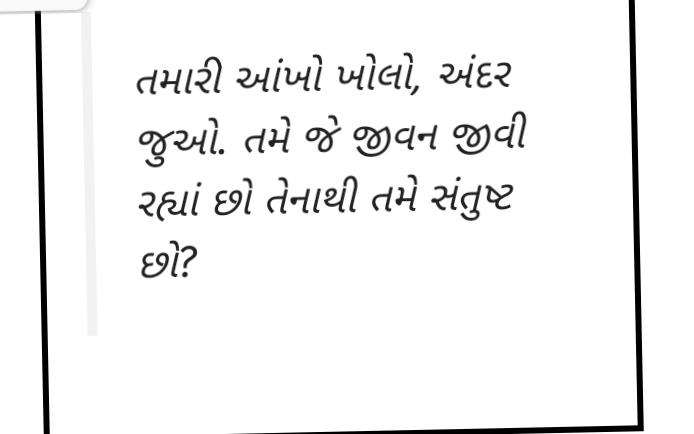 તમારી આંખો ખોલો, અંદર
જુઓ. તમે જે જીવન જીવી
રહ્યાં છો તેનાથી તમે સંતુષ્ટ
છો?